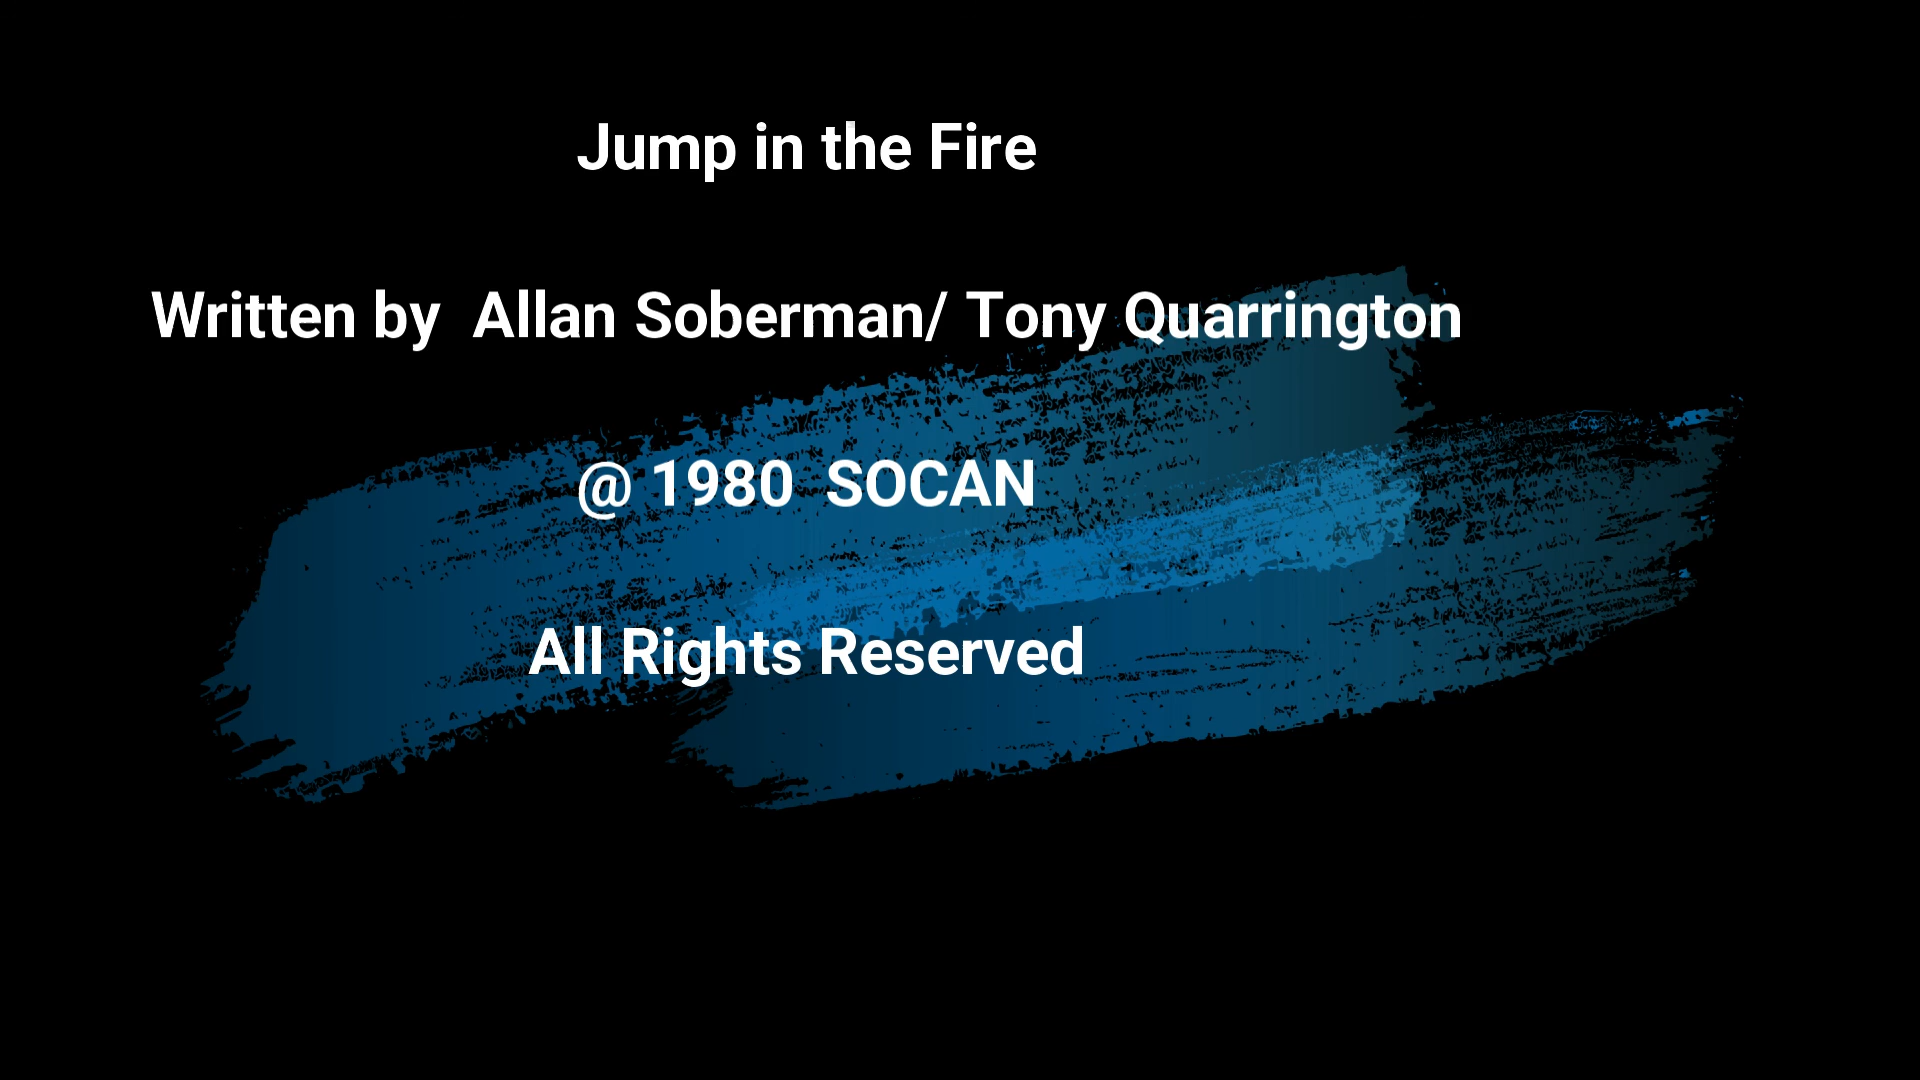 Jump in the Fire
Written by  Allan Soberman/ Tony Quarrington
@ 1980  SOCAN
All Rights Reserved